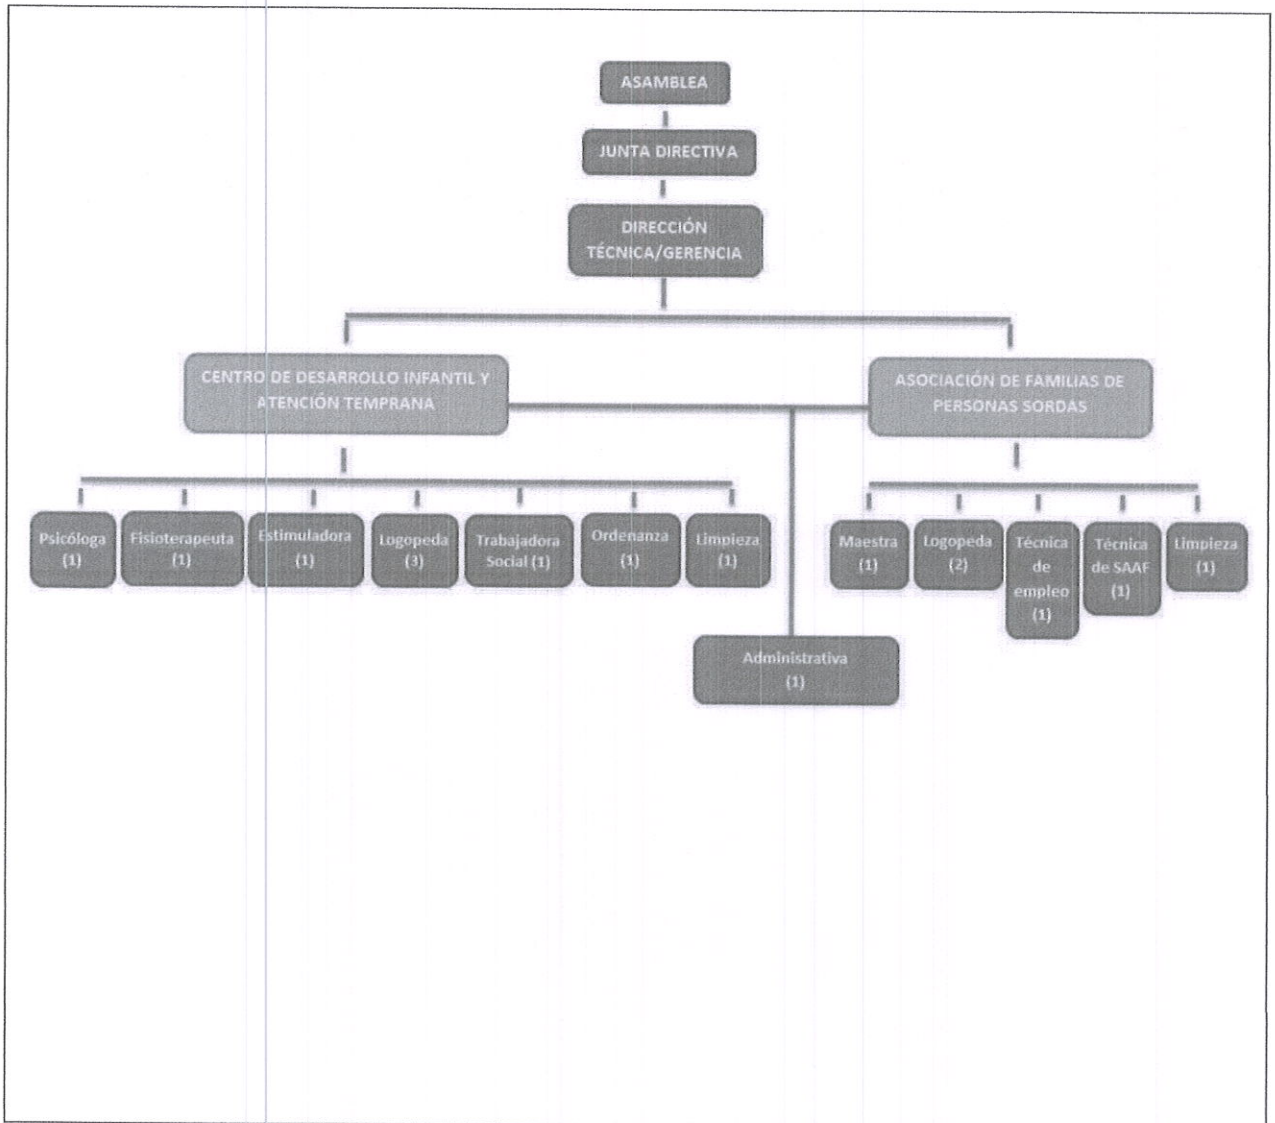 ASAMBLEA
JUNTA DIRECTIVA
DIRECCIÓN
TÉCNICA/GERENCIA
CENTRO DE DESARROLLO INFANTIL Y
ATENCIÓN TEMPRANA
ASOCIACIÓN DE FAMILIAS DE
PERSONAS SORDAS
Psicóloga
(1)
Fisioterapeuta
(1)
Estimuladora
(1)
Logopeda
(3)
Trabajadora
Social (1)
Ordenanza
(1)
Limpieza
(1)
Maestra
(1)
Logopeda
(2)
Técnica
de
empleo
(1)
Técnica
de SAAF
(1)
Limpieza
(1)
Administrativa
(1)